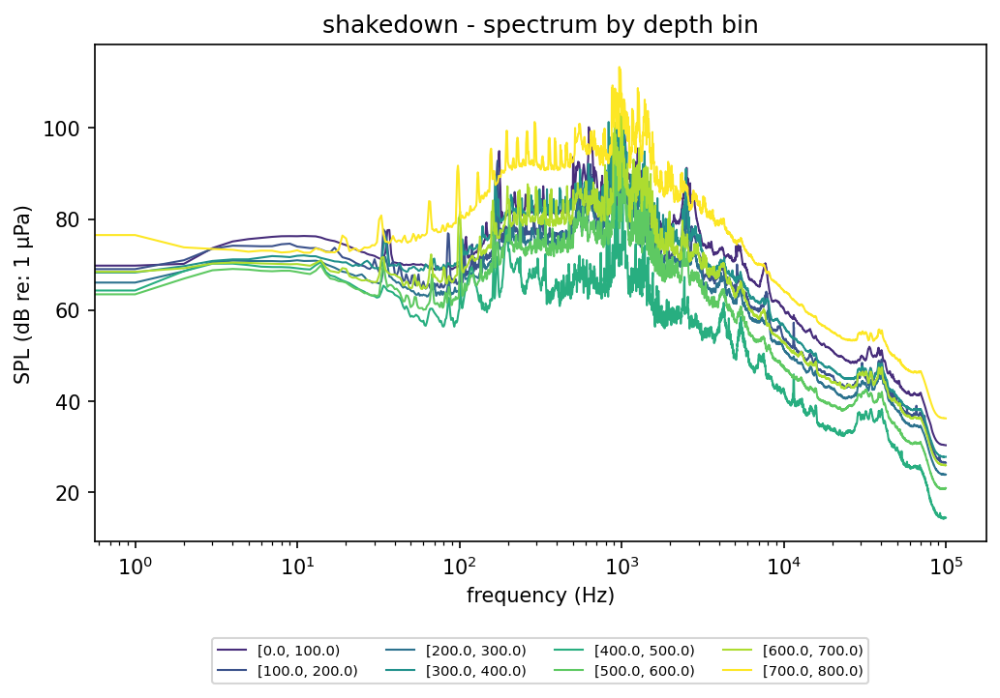 shakedown - spectrum by depth bin
100
80
60
40
20
SPL (dB re: 1 µPa)
10⁰ 10¹ 10² 10³ 10⁴ 10⁵
frequency (Hz)
[0.0, 100.0) [200.0, 300.0) [400.0, 500.0) [600.0, 700.0)
[100.0, 200.0) [300.0, 400.0) [500.0, 600.0) [700.0, 800.0)